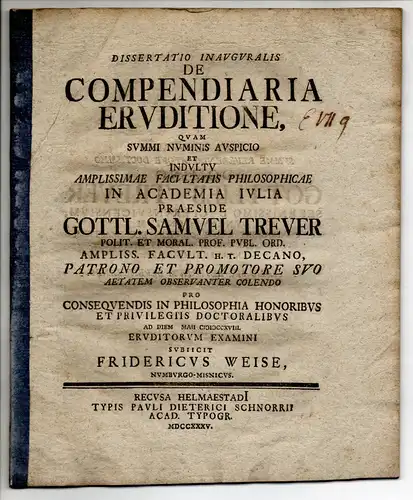 DISSERTATIO INAVGVRALIS
DE
COMPENDIARIA
ERVDITIONE,
QVAM
SVMMI NVMINIS AVSPICIO
ET
INDVLTV
AMPLISSIMAE FACVLTATIS PHILOSOPHICAE
IN ACADEMIA IVLIA
PRAESIDE
GOTTL. SAMVEL TREVER
POLIT. ET MORAL. PROF. PVBL. ORD.
AMPLISS. FACVLT. H. T. DECANO,
PATRONO ET PROMOTORE SVO
AETATEM OBSERVANTER COLENDO
PRO
CONSEQVENDIS IN PHILOSOPHIA HONORIBVS
ET PRIVILEGIIS DOCTORALIBVS
AD DIEM MAII CIƆIƆCCXVIII.
ERVDITORVM EXAMINI
SVBIICIT
FRIDERICVS WEISE,
NVMBVRGO-MISNICVS.
RECVSA HELMAESTADI
TYPIS PAVLI DIETERICI SCHNORRII
ACAD. TYPOGR.
MDCCXXXV.